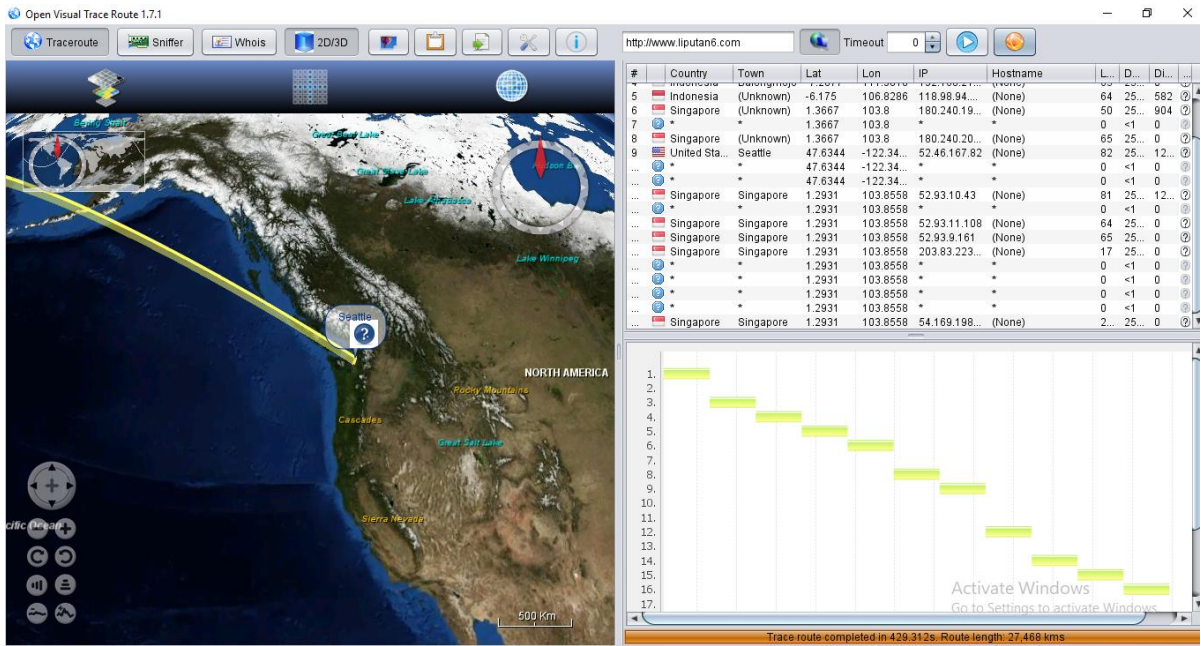 Open Visual Trace Route 1.7.1
Traceroute Sniffer Whois 2D/3D http://www.liputan6.com Timeout 0
# Country Town Lat Lon IP Hostname L... D... Di... ...
5 Indonesia (Unknown) -6.175 106.8286 118.98.94.... (None) 64 25... 582
6 Singapore (Unknown) 1.3667 103.8 180.240.19... (None) 50 25... 904
7 * * 1.3667 103.8 * * 0 <1 0
8 Singapore (Unknown) 1.3667 103.8 180.240.20... (None) 65 25... 0
9 United Sta... Seattle 47.6344 -122.34... 52.46.167.82 (None) 82 25... 12...
... * * 47.6344 -122.34... * * 0 <1 0
... * * 47.6344 -122.34... * * 0 <1 0
... Singapore Singapore 1.2931 103.8558 52.93.10.43 (None) 81 25... 12...
... * * 1.2931 103.8558 * * 0 <1 0
... Singapore Singapore 1.2931 103.8558 52.93.11.108 (None) 64 25... 0
... Singapore Singapore 1.2931 103.8558 52.93.9.161 (None) 65 25... 0
... Singapore Singapore 1.2931 103.8558 203.83.223... (None) 17 25... 0
... * * 1.2931 103.8558 * * 0 <1 0
... * * 1.2931 103.8558 * * 0 <1 0
... * * 1.2931 103.8558 * * 0 <1 0
... * * 1.2931 103.8558 * * 0 <1 0
... Singapore Singapore 1.2931 103.8558 54.169.198... (None) 2... 25... 0
Great Bear Lake
Hudson B
Great Slave Lake
Lake Athabasca
Lake Winnipeg
Seattle
NORTH AMERICA
Rocky Mountains
Cascades
Great Salt Lake
Sierra Nevada
cific Ocean
500 Km
1.
2.
3.
4.
5.
6.
7.
8.
9.
10.
11.
12.
13.
14.
15.
16.
17.
Activate Windows
Go to Settings to activate Windows.
Trace route completed in 429.312s. Route length: 27,468 kms